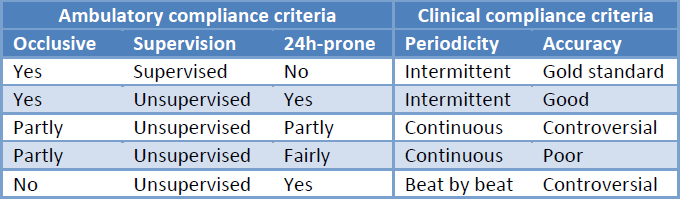 Ambulatory compliance criteria Clinical compliance criteria
Occlusive Supervision 24h-prone Periodicity Accuracy
Yes Supervised No Intermittent Gold standard
Yes Unsupervised Yes Intermittent Good
Partly Unsupervised Partly Continuous Controversial
Partly Unsupervised Fairly Continuous Poor
No Unsupervised Yes Beat by beat Controversial